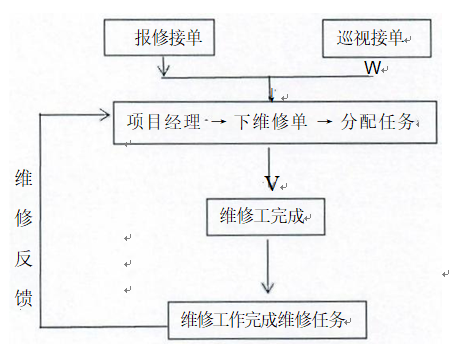 报修接单
巡视接单
W
项目经理 → 下维修单 → 分配任务
V
维修工完成
维修反馈
维修工作完成维修任务